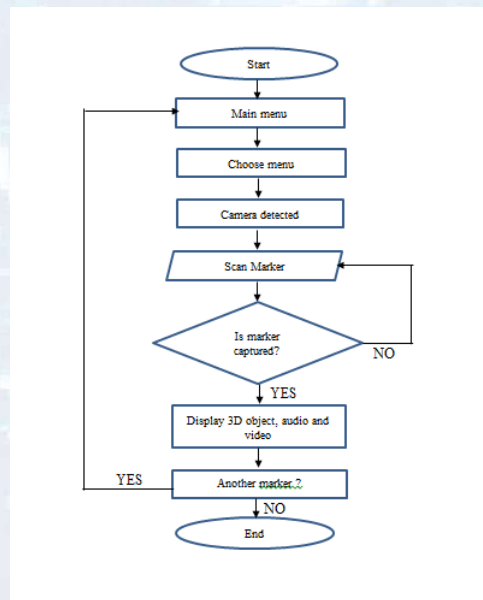 Start
Main menu
Choose menu
Camera detected
Scan Marker
Is marker
captured?
NO
YES
Display 3D object, audio and
video
YES
Another marker ?
NO
End